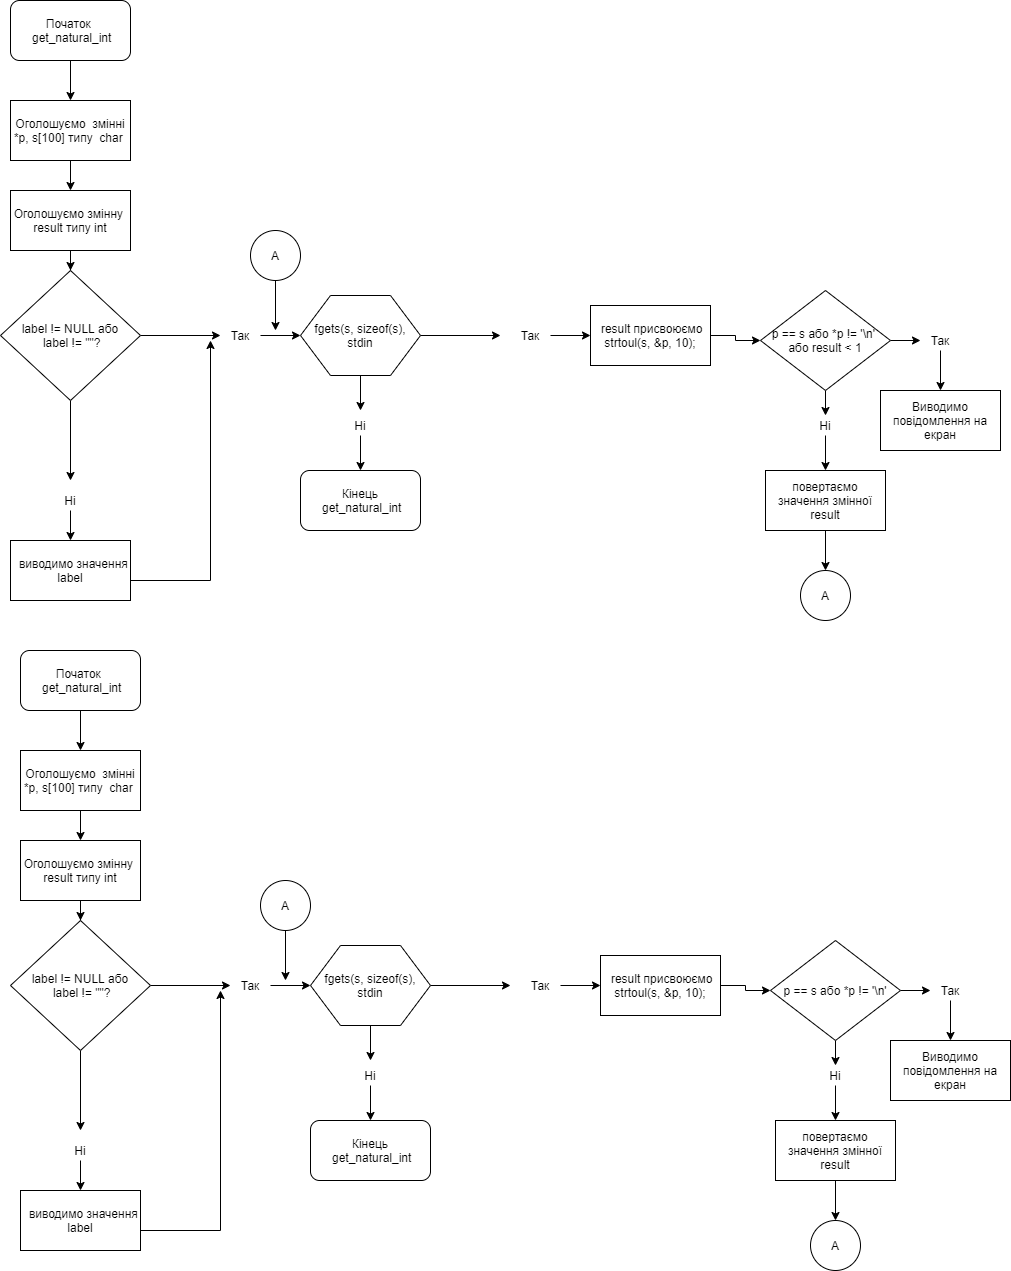 Початок
get_natural_int
Оголошуємо змінні
*p, s[100] типу char
Оголошуємо змінну
result типу int
label != NULL або
label != ""?
Ні
виводимо значення
label
Так
A
fgets(s, sizeof(s),
stdin
Ні
Кінець
get_natural_int
Так
result присвоюємо
strtoul(s, &p, 10);
p == s або *p != '\n'
або result < 1
Так
Виводимо
повідомлення на
екран
Ні
повертаємо
значення змінної
result
A
Початок
get_natural_int
Оголошуємо змінні
*p, s[100] типу char
Оголошуємо змінну
result типу int
label != NULL або
label != ""?
Ні
виводимо значення
label
Так
A
fgets(s, sizeof(s),
stdin
Ні
Кінець
get_natural_int
Так
result присвоюємо
strtoul(s, &p, 10);
p == s або *p != '\n'
Так
Виводимо
повідомлення на
екран
Ні
повертаємо
значення змінної
result
A